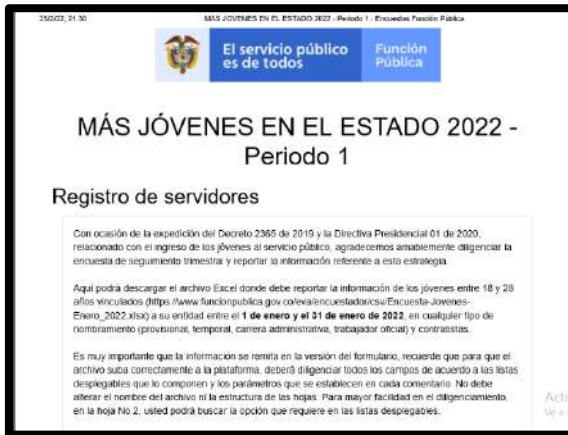 25/2/22, 21:30 MÁS JÓVENES EN EL ESTADO 2022 - Periodo 1 - Encuestas Función Pública
El servicio público
es de todos
Función
Pública
MÁS JÓVENES EN EL ESTADO 2022 -
Periodo 1
Registro de servidores
Con ocasión de la expedición del Decreto 2365 de 2019 y la Directiva Presidencial 01 de 2020,
relacionado con el ingreso de los jóvenes al servicio público, agradecemos amablemente diligenciar la
encuesta de seguimiento trimestral y reportar la información referente a esta estrategia.
Aquí podrá descargar el archivo Excel donde debe reportar la información de los jóvenes entre 18 y 28
años vinculados (https://www.funcionpublica.gov.co/eva/encuestador/csv/Encuesta-Jovenes-
Enero_2022.xlsx) a su entidad entre el 1 de enero y el 31 de enero de 2022, en cualquier tipo de
nombramiento (provisional, temporal, carrera administrativa, trabajador oficial) y contratistas.
Es muy importante que la información se remita en la versión del formulario, recuerde que para que el
archivo suba correctamente a la plataforma, deberá diligenciar todos los campos de acuerdo a las listas
desplegables que lo componen y los parámetros que se establecen en cada comentario. No debe
alterar el nombre del archivo ni la estructura de las hojas. Para mayor facilidad en el diligenciamiento,
en la hoja No 2, usted podrá buscar la opción que requiere en las listas desplegables.